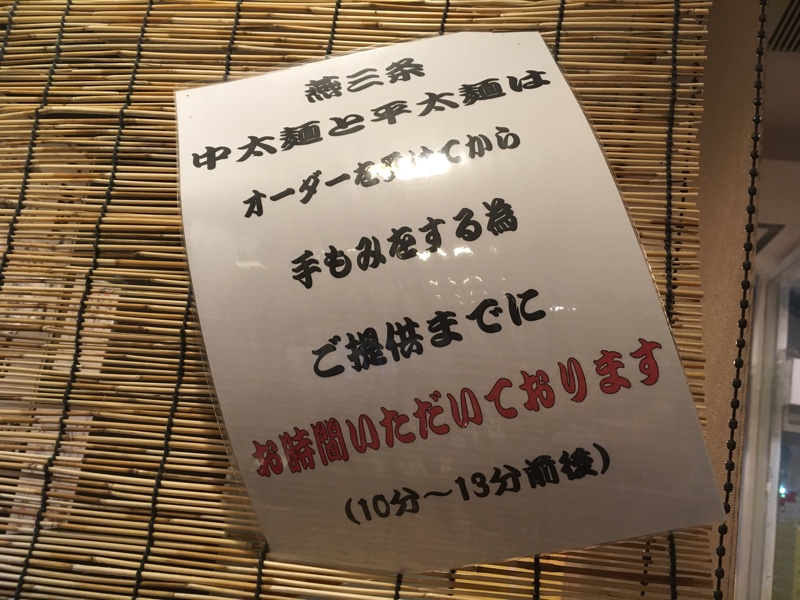 燕三条
中太麺と平太麺は
オーダーを受けてから
手もみをする為
ご提供までに
お時間いただいております
(10分～13分前後)